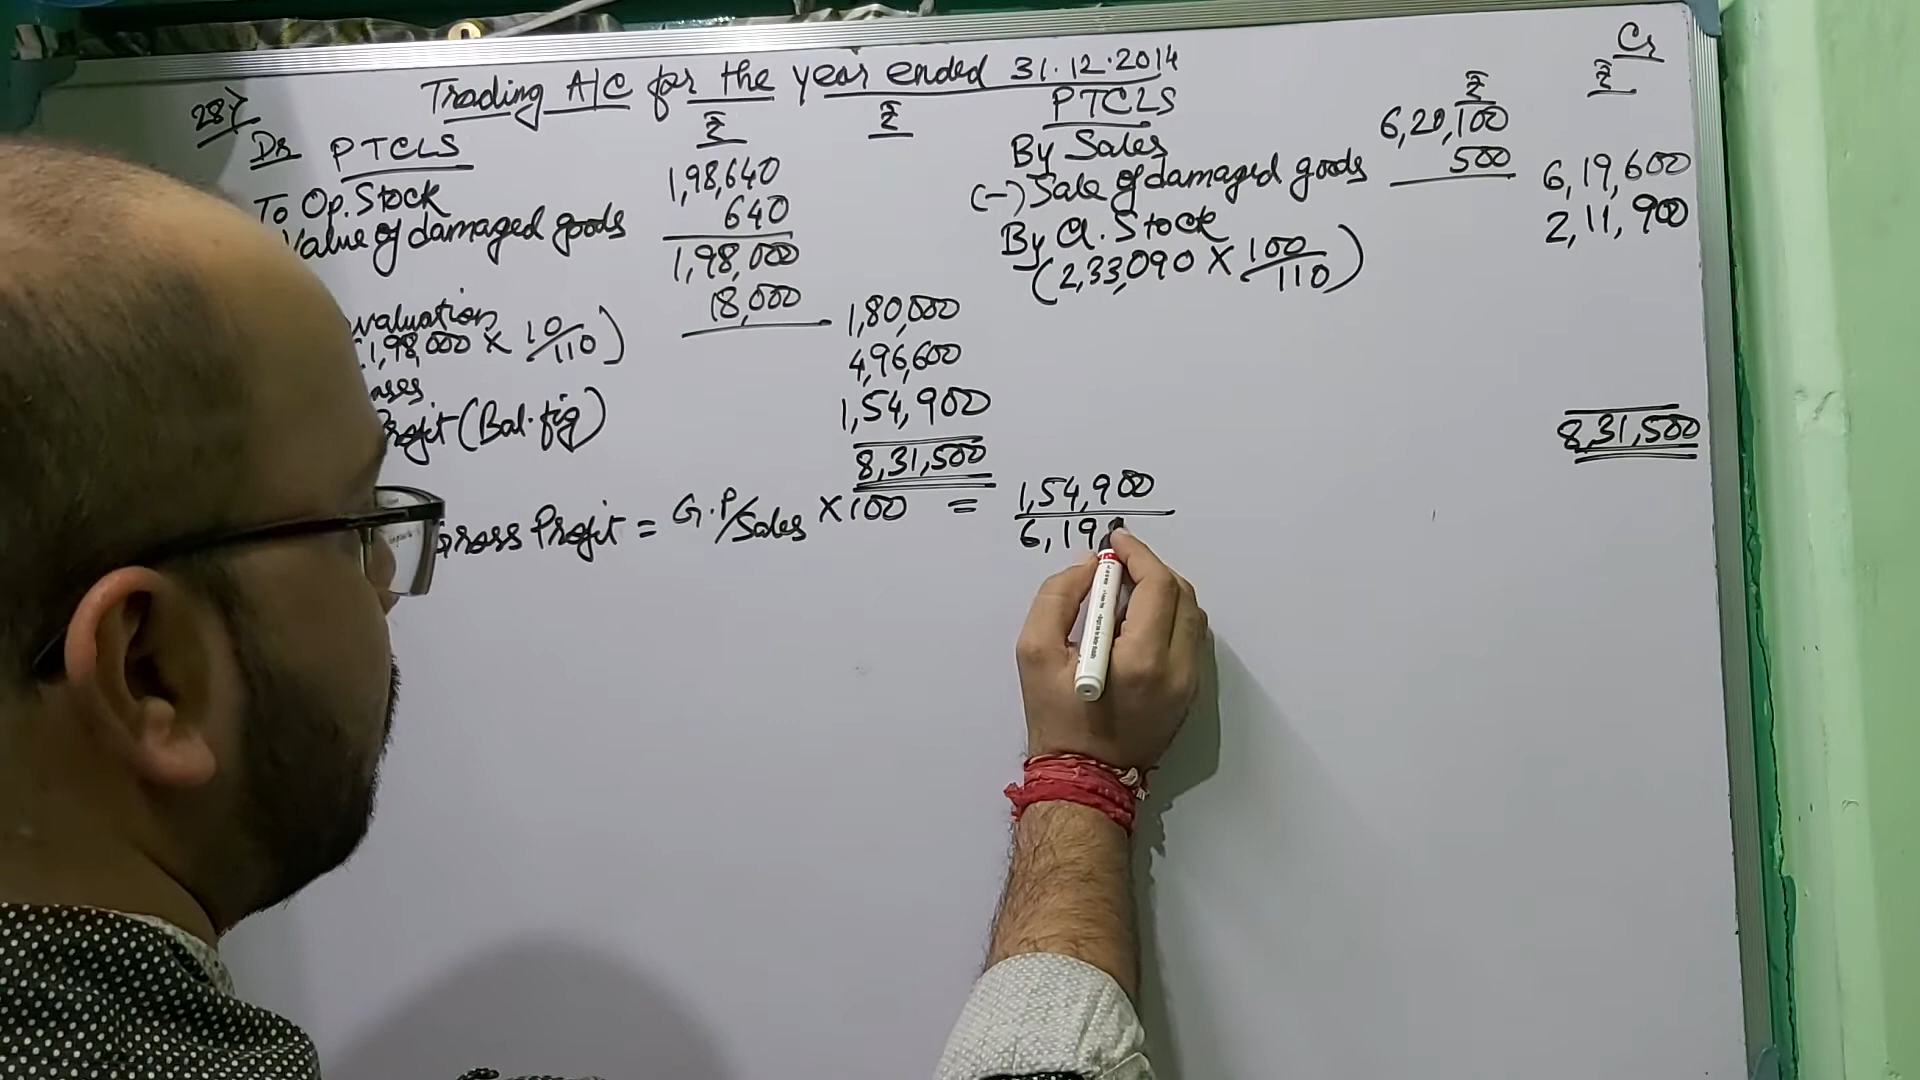 28)
Trading A/C for the year ended 31.12.2014
Cr
Dr PTCLS ₹ ₹ PTCLS ₹ ₹
To Op. Stock 1,98,640
Value of damaged goods 640
1,98,000
valuation 18,000 1,80,000
1,98,000 × 10/110)
ases 4,96,600
rofit (Bal. fig) 1,54,900
8,31,500
By Sales 6,20,100
(-) Sale of damaged goods 500 6,19,600
By Cl. Stock 2,11,900
(2,33,090 × 100/110)
8,31,500
Gross Profit = G.P/Sales × 100 = 1,54,900
6,19